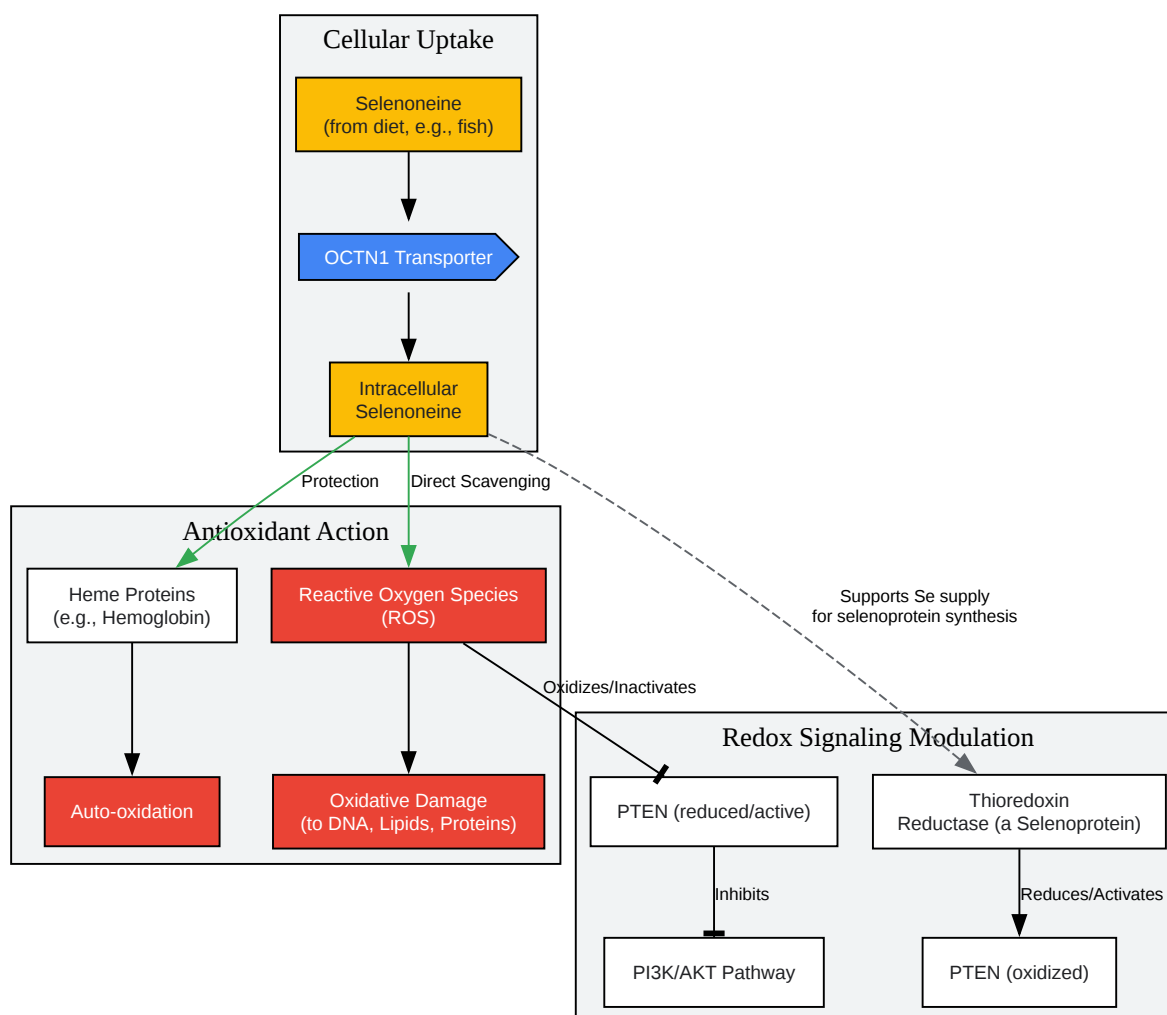 Cellular Uptake
Selenoneine
(from diet, e.g., fish)
OCTN1 Transporter
Intracellular
Selenoneine
Protection
Direct Scavenging
Antioxidant Action
Heme Proteins
(e.g., Hemoglobin)
Reactive Oxygen Species
(ROS)
Supports Se supply
for selenoprotein synthesis
Oxidizes/Inactivates
Redox Signaling Modulation
Auto-oxidation
Oxidative Damage
(to DNA, Lipids, Proteins)
PTEN (reduced/active)
Thioredoxin
Reductase (a Selenoprotein)
Inhibits
Reduces/Activates
PI3K/AKT Pathway
PTEN (oxidized)